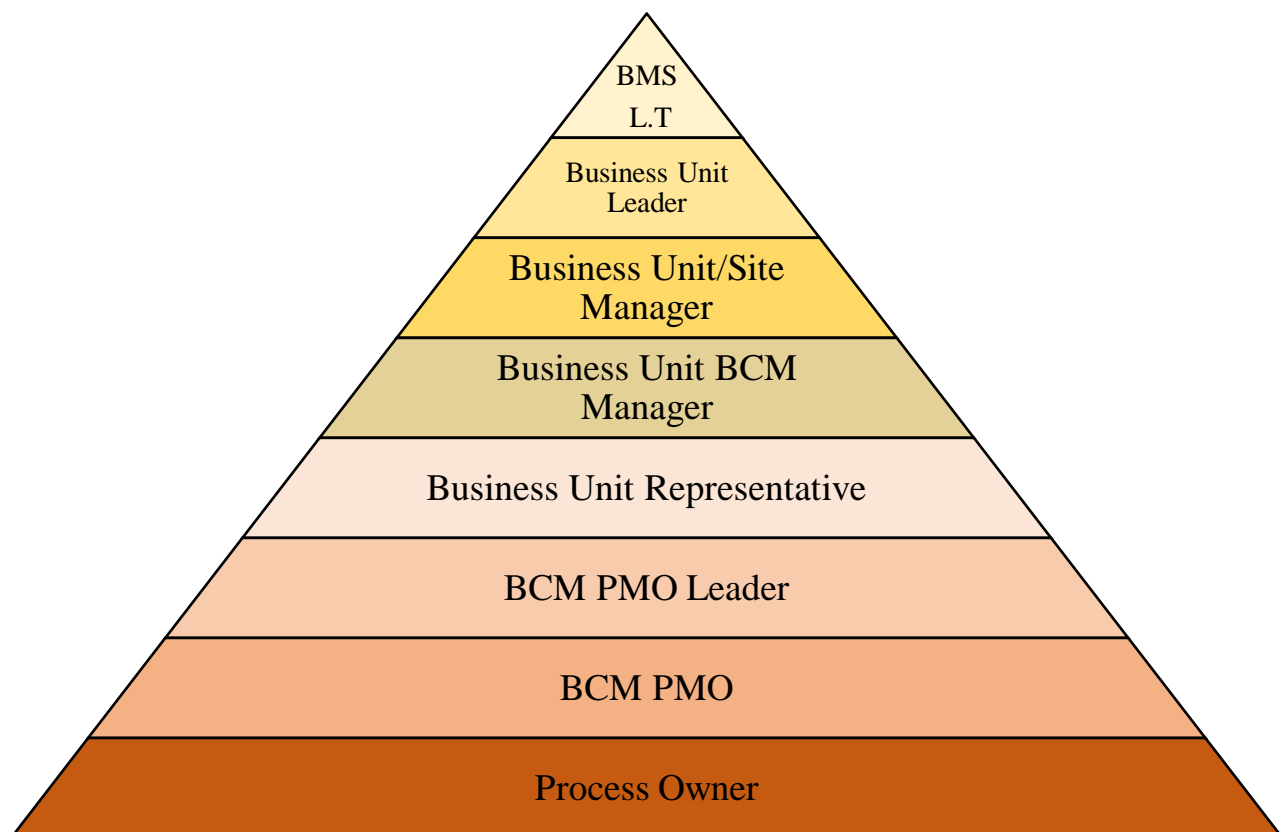 BMS
L.T
Business Unit
Leader
Business Unit/Site
Manager
Business Unit BCM
Manager
Business Unit Representative
BCM PMO Leader
BCM PMO
Process Owner